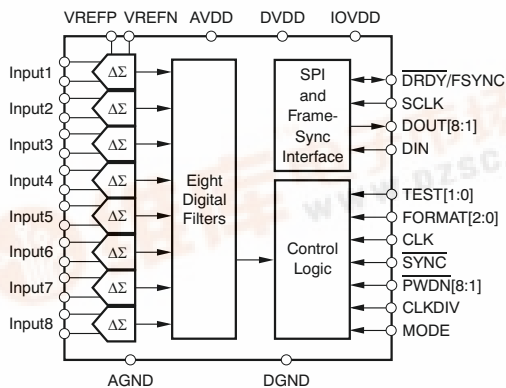 VREFP VREFN AVDD DVDD IOVDD
Input1
Input2
Input3
Input4
Input5
Input6
Input7
Input8
ΔΣ
ΔΣ
ΔΣ
ΔΣ
ΔΣ
ΔΣ
ΔΣ
ΔΣ
Eight
Digital
Filters
SPI
and
Frame-
Sync
Interface
Control
Logic
DRDY/FSYNC
SCLK
DOUT[8:1]
DIN
TEST[1:0]
FORMAT[2:0]
CLK
SYNC
PWDN[8:1]
CLKDIV
MODE
AGND DGND